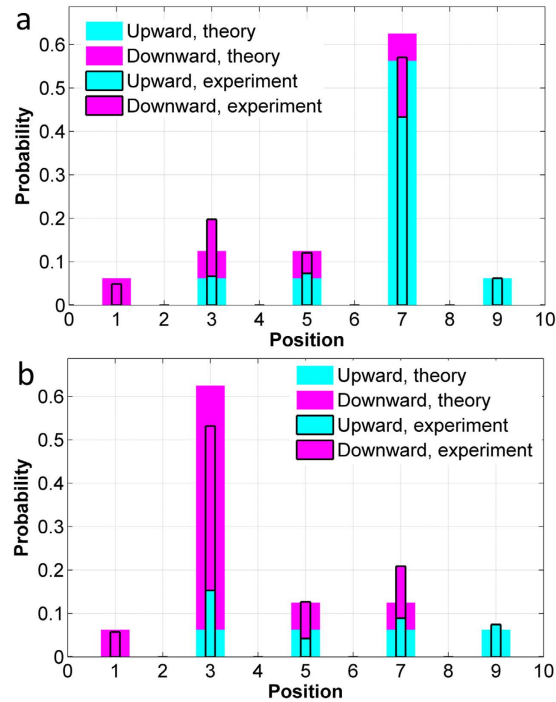 a
Upward, theory
Downward, theory
Upward, experiment
Downward, experiment
Probability
0.6
0.5
0.4
0.3
0.2
0.1
0
0 1 2 3 4 5 6 7 8 9 10
Position
b
Upward, theory
Downward, theory
Upward, experiment
Downward, experiment
Probability
0.6
0.5
0.4
0.3
0.2
0.1
0
0 1 2 3 4 5 6 7 8 9 10
Position